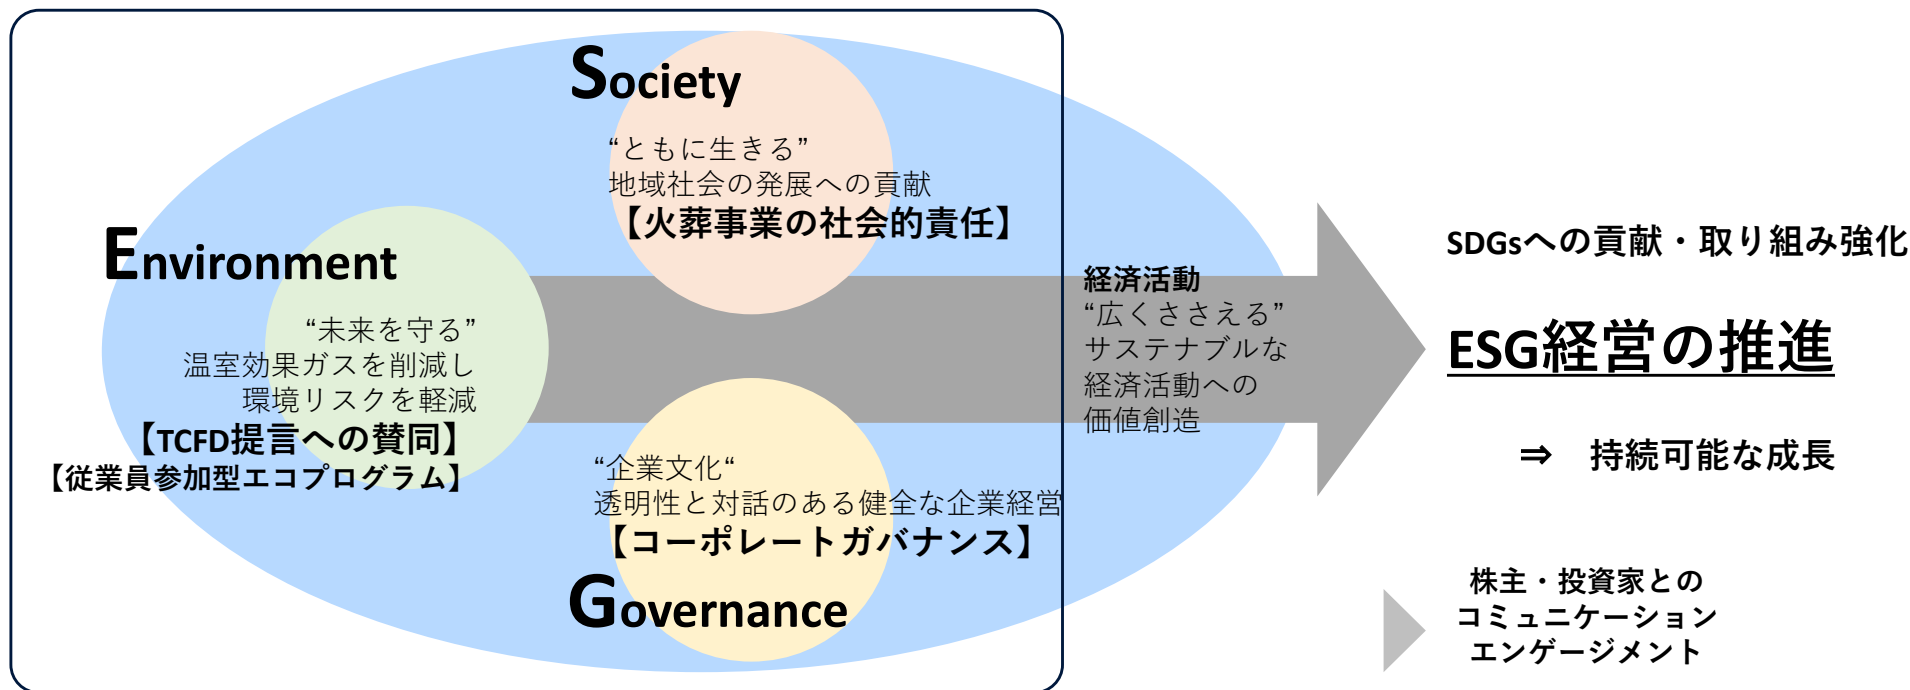 Society
“ともに生きる”
地域社会の発展への貢献
【火葬事業の社会的責任】
Environment
“未来を守る”
温室効果ガスを削減し
環境リスクを軽減
【TCFD提言への賛同】
【従業員参加型エコプログラム】
“企業文化“
透明性と対話のある健全な企業経営
【コーポレートガバナンス】
Governance
経済活動
“広くささえる”
サステナブルな
経済活動への
価値創造
SDGsへの貢献・取り組み強化
ESG経営の推進
⇒ 持続可能な成長
株主・投資家との
コミュニケーション
エンゲージメント